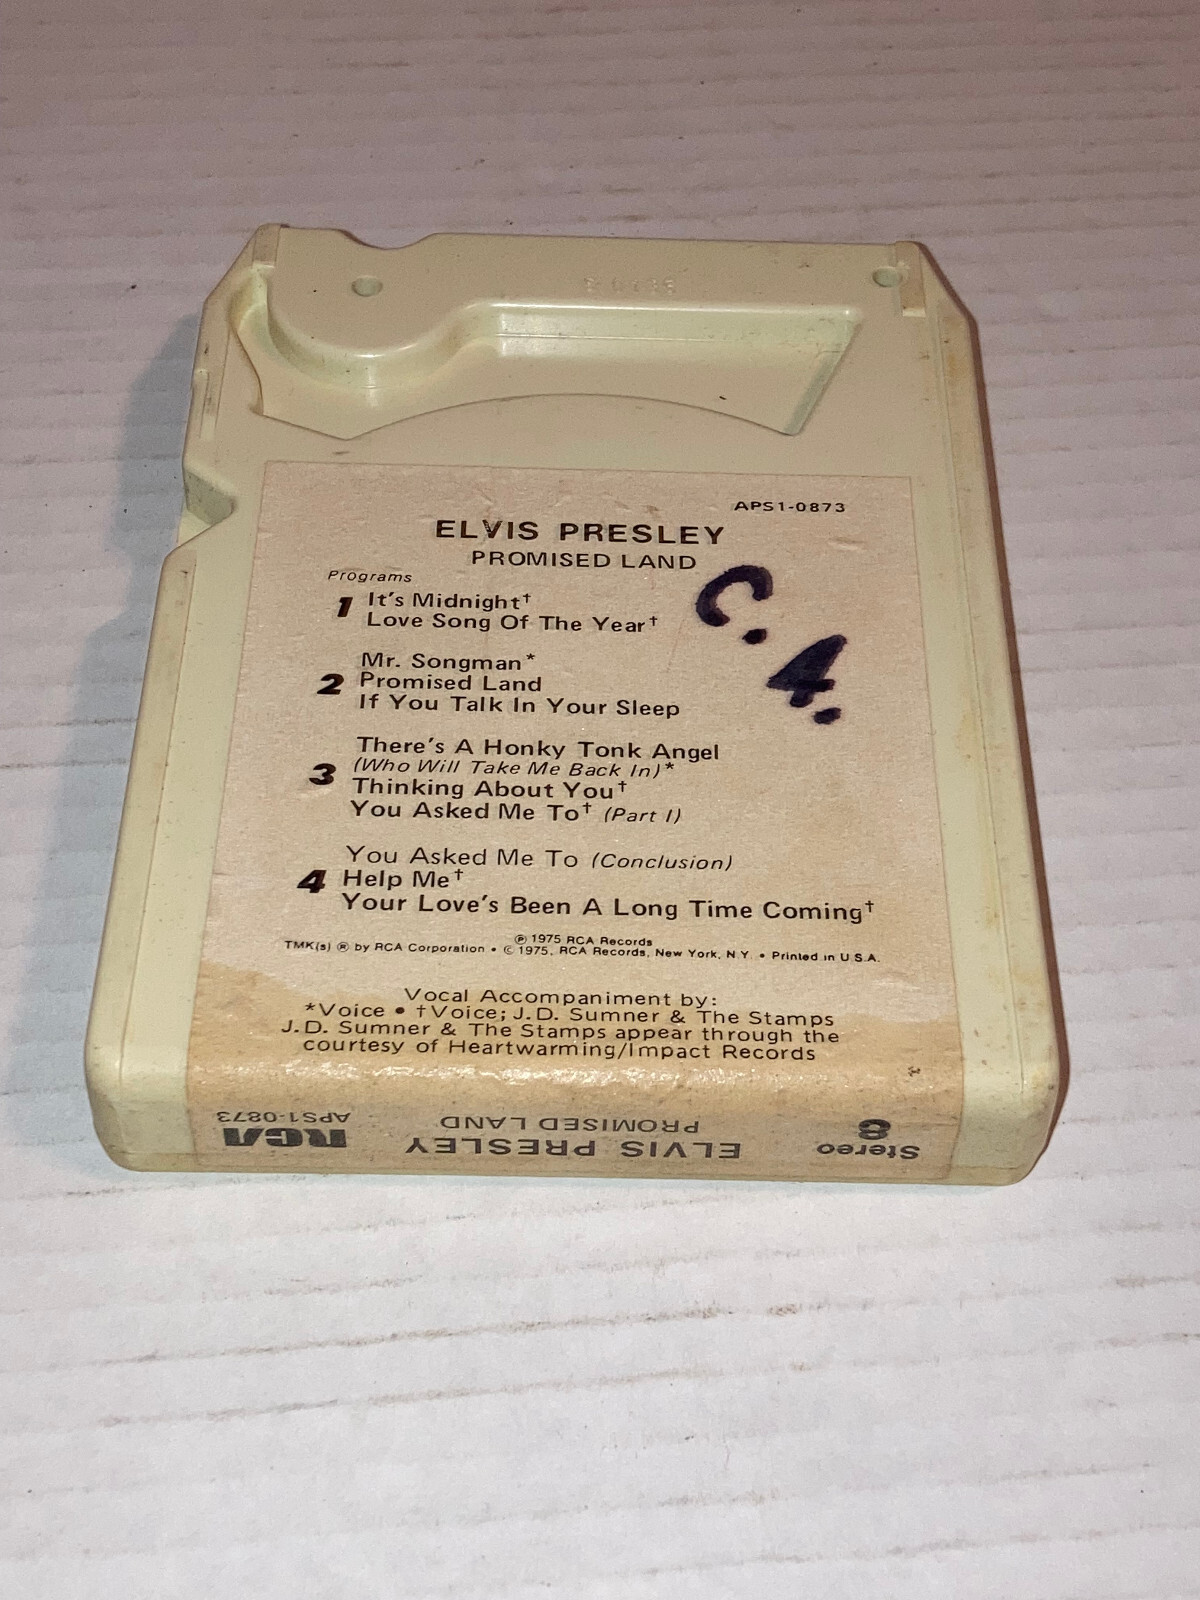 APS1-0873
ELVIS PRESLEY
PROMISED LAND
Programs
1 It's Midnight†
Love Song Of The Year†
Mr. Songman*
2 Promised Land
If You Talk In Your Sleep
There's A Honky Tonk Angel
3 (Who Will Take Me Back In)*
Thinking About You†
You Asked Me To† (Part I)
You Asked Me To (Conclusion)
4 Help Me†
Your Love's Been A Long Time Coming†
℗ 1975 RCA Records
TMK(s) ® by RCA Corporation • © 1975, RCA Records, New York, N.Y. • Printed in U.S.A.
Vocal Accompaniment by:
*Voice • †Voice; J.D. Sumner & The Stamps
J.D. Sumner & The Stamps appear through the
courtesy of Heartwarming/Impact Records
C. A.
Stereo
8
ELVIS PRESLEY
PROMISED LAND
RCA
APS1-0873